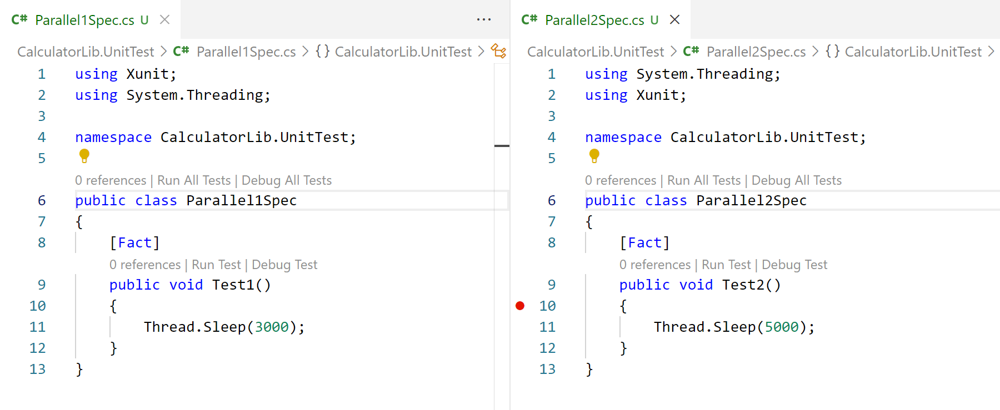 C# Parallel1Spec.cs U
CalculatorLib.UnitTest > C# Parallel1Spec.cs > {} CalculatorLib.UnitTest >
1 using Xunit;
2 using System.Threading;
3
4 namespace CalculatorLib.UnitTest;
5
0 references | Run All Tests | Debug All Tests
6 public class Parallel1Spec
7 {
8 [Fact]
0 references | Run Test | Debug Test
9 public void Test1()
10 {
11 Thread.Sleep(3000);
12 }
13 }
C# Parallel2Spec.cs U
CalculatorLib.UnitTest > C# Parallel2Spec.cs > {} CalculatorLib.UnitTest >
1 using System.Threading;
2 using Xunit;
3
4 namespace CalculatorLib.UnitTest;
5
0 references | Run All Tests | Debug All Tests
6 public class Parallel2Spec
7 {
8 [Fact]
0 references | Run Test | Debug Test
9 public void Test2()
10 {
11 Thread.Sleep(5000);
12 }
13 }